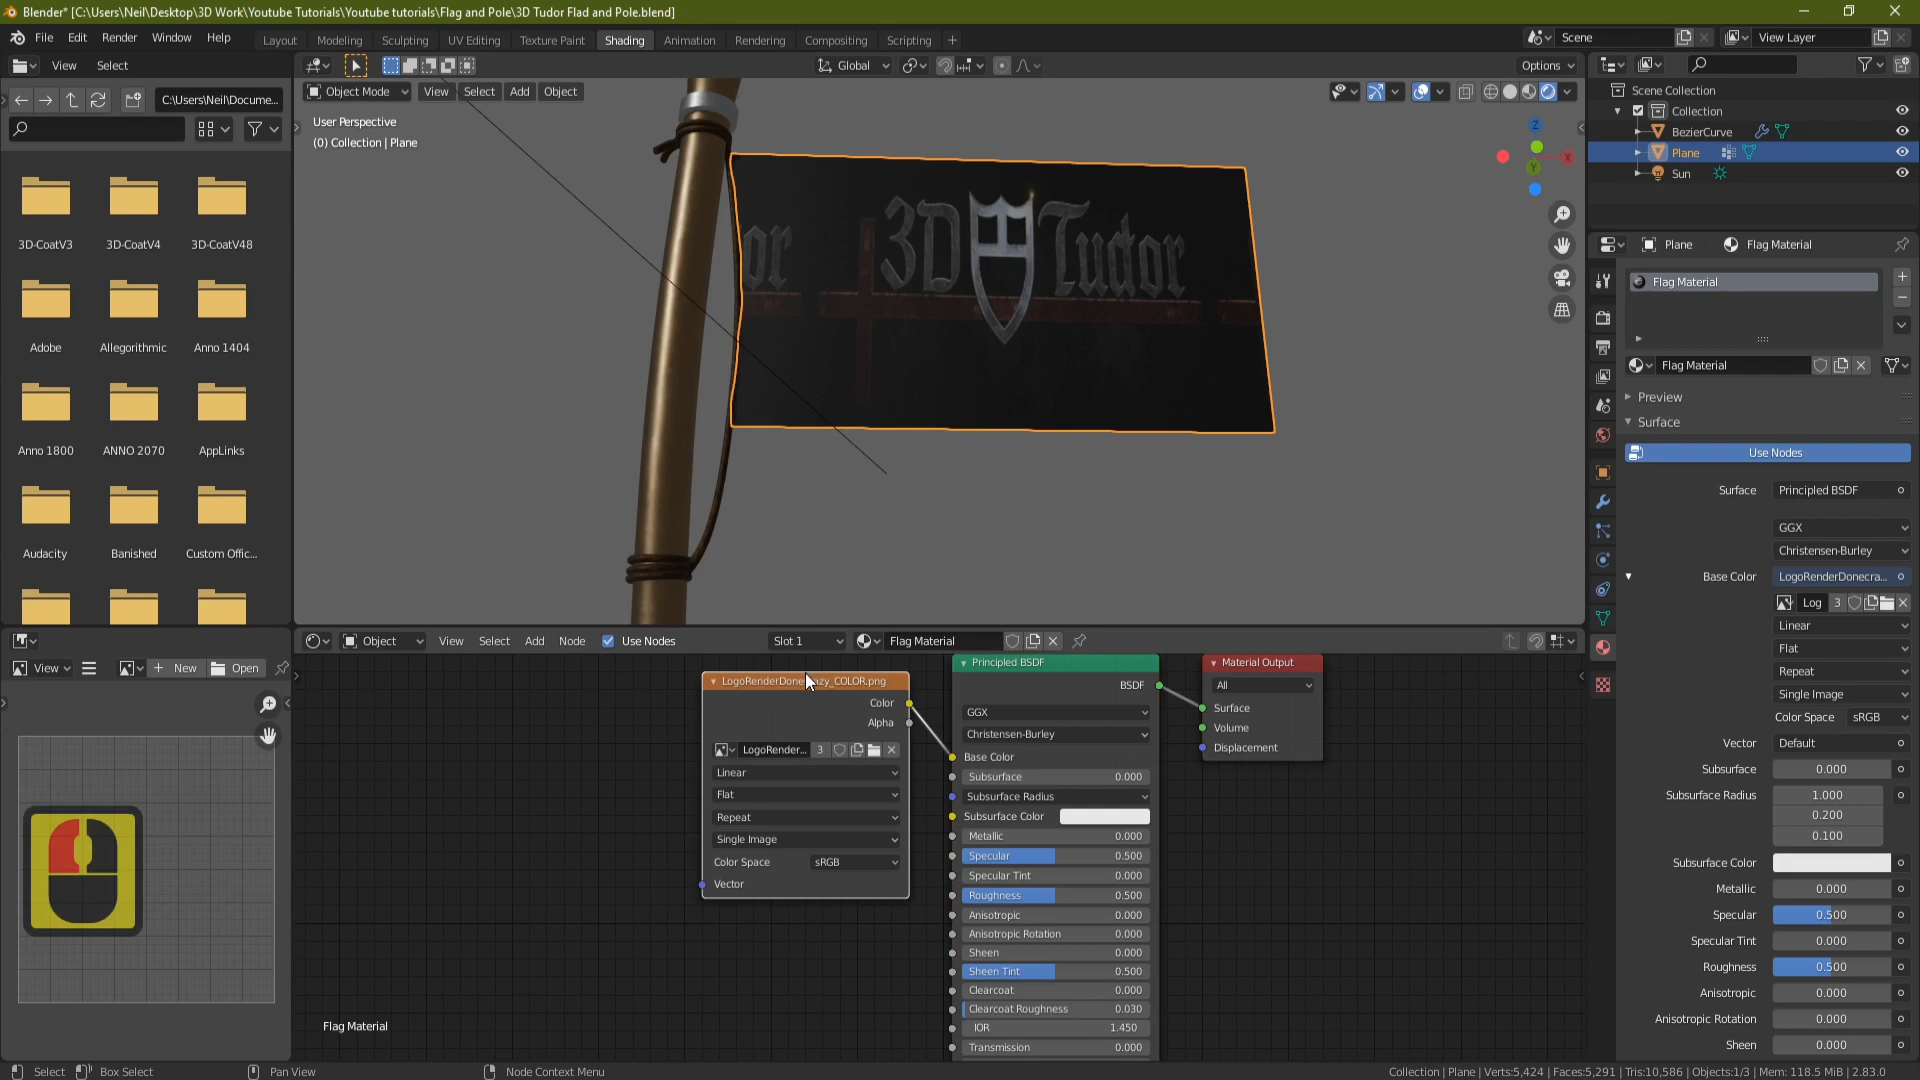 Blender* [C:\Users\Neil\Desktop\3D Work\Youtube Tutorials\Youtube tutorials\Flag and Pole\3D Tudor Flad and Pole.blend]
File Edit Render Window Help
Layout Modeling Sculpting UV Editing Texture Paint Shading Animation Rendering Compositing Scripting +
Scene View Layer
View Select
Global
Options
C:\Users\Neil\Docume...
Object Mode View Select Add Object
User Perspective
(0) Collection | Plane
Z
X
Y
or 3D Tudor
3D-CoatV3 3D-CoatV4 3D-CoatV48
Adobe Allegorithmic Anno 1404
Anno 1800 ANNO 2070 AppLinks
Audacity Banished Custom Offic...
Scene Collection
Collection
BezierCurve
Plane
Sun
Plane Flag Material
Flag Material
Flag Material
Preview
Surface
Use Nodes
Surface Principled BSDF
GGX
Christensen-Burley
Base Color LogoRenderDonecra...
Log 3
Linear
Flat
Repeat
Single Image
Color Space sRGB
Vector Default
Subsurface 0.000
Subsurface Radius 1.000
0.200
0.100
Subsurface Color
Metallic 0.000
Specular 0.500
Specular Tint 0.000
Roughness 0.500
Anisotropic 0.000
Anisotropic Rotation 0.000
Sheen 0.000
View + New Open
Object View Select Add Node Use Nodes Slot 1 Flag Material
LogoRenderDone azy_COLOR.png
Color
Alpha
LogoRender... 3
Linear
Flat
Repeat
Single Image
Color Space sRGB
Vector
Principled BSDF
BSDF
GGX
Christensen-Burley
Base Color
Subsurface 0.000
Subsurface Radius
Subsurface Color
Metallic 0.000
Specular 0.500
Specular Tint 0.000
Roughness 0.500
Anisotropic 0.000
Anisotropic Rotation 0.000
Sheen 0.000
Sheen Tint 0.500
Clearcoat 0.000
Clearcoat Roughness 0.030
IOR 1.450
Transmission 0.000
Material Output
All
Surface
Volume
Displacement
Flag Material
Select Box Select Pan View Node Context Menu
Collection | Plane | Verts:5,424 | Faces:5,291 | Tris:10,586 | Objects:1/3 | Mem: 118.5 MiB | 2.83.0